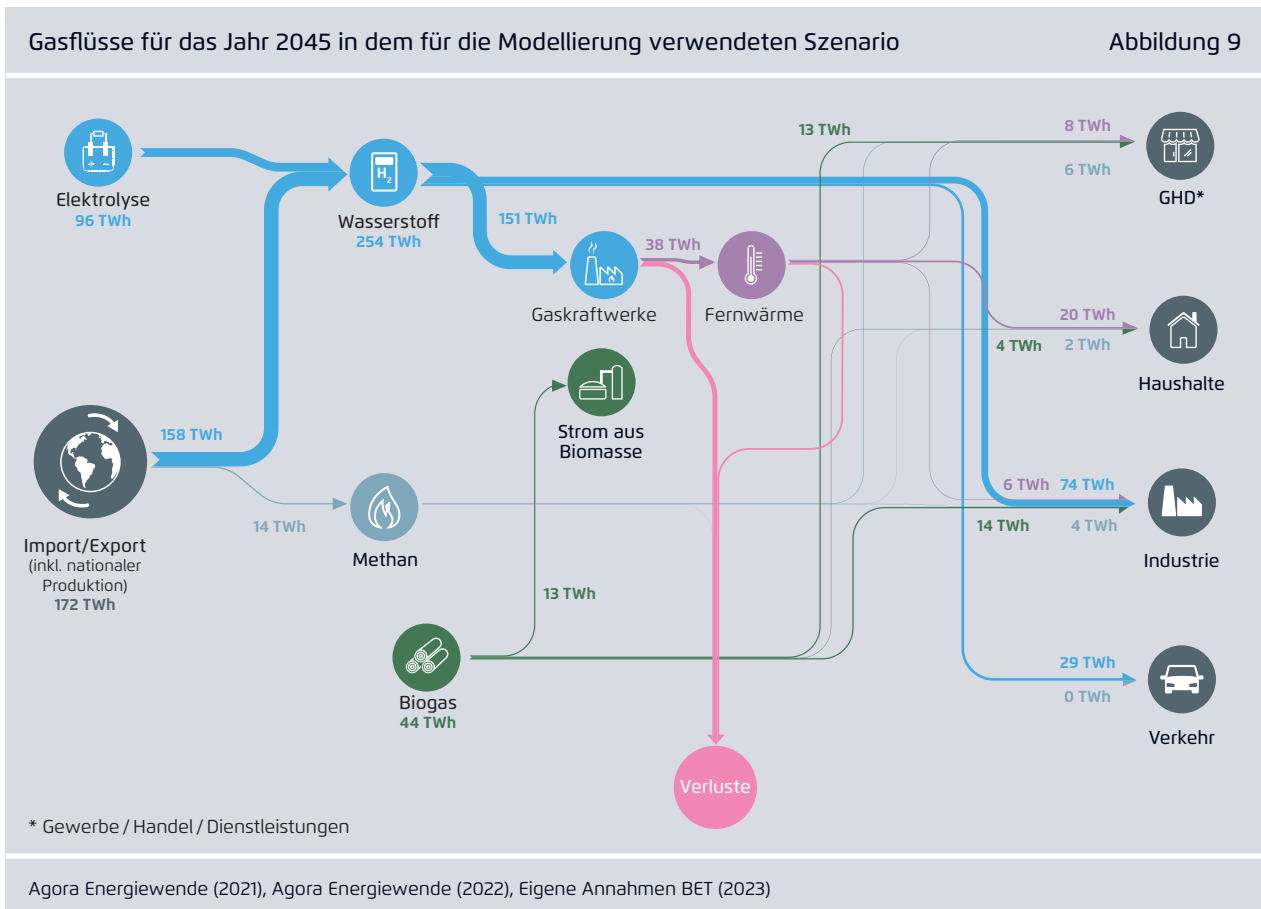 Gasflüsse für das Jahr 2045 in dem für die Modellierung verwendeten Szenario
Abbildung 9
Elektrolyse
96 TWh
H2
Wasserstoff
254 TWh
151 TWh
Gaskraftwerke
38 TWh
Fernwärme
13 TWh
8 TWh
6 TWh
GHD*
20 TWh
4 TWh
2 TWh
Haushalte
Strom aus
Biomasse
158 TWh
14 TWh
Import/Export
(inkl. nationaler
Produktion)
172 TWh
Methan
13 TWh
6 TWh
74 TWh
14 TWh
4 TWh
Industrie
Biogas
44 TWh
29 TWh
0 TWh
Verkehr
Verluste
* Gewerbe / Handel / Dienstleistungen
Agora Energiewende (2021), Agora Energiewende (2022), Eigene Annahmen BET (2023)